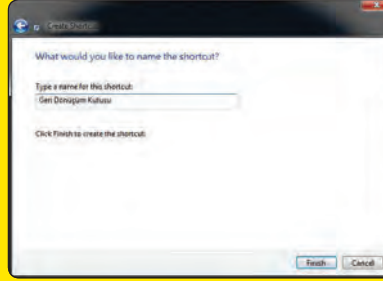 Create Shortcut
What would you like to name the shortcut?
Type a name for this shortcut:
Geri Dönüşüm Kutusu
Click Finish to create the shortcut.
Finish
Cancel